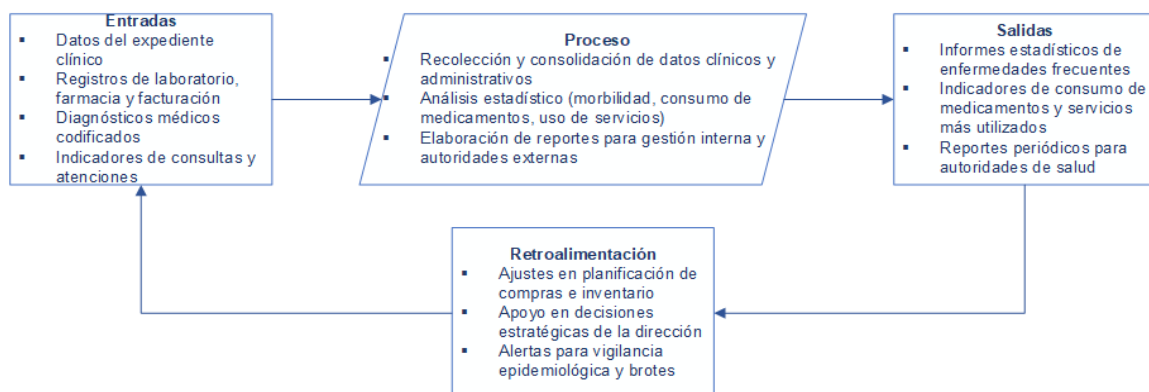 Entradas
▪ Datos del expediente
clínico
▪ Registros de laboratorio,
farmacia y facturación
▪ Diagnósticos médicos
codificados
▪ Indicadores de consultas y
atenciones
Proceso
▪ Recolección y consolidación de datos clínicos y
administrativos
▪ Análisis estadístico (morbilidad, consumo de
medicamentos, uso de servicios)
▪ Elaboración de reportes para gestión interna y
autoridades externas
Salidas
▪ Informes estadísticos de
enfermedades frecuentes
▪ Indicadores de consumo de
medicamentos y servicios
más utilizados
▪ Reportes periódicos para
autoridades de salud
Retroalimentación
▪ Ajustes en planificación de
compras e inventario
▪ Apoyo en decisiones
estratégicas de la dirección
▪ Alertas para vigilancia
epidemiológica y brotes